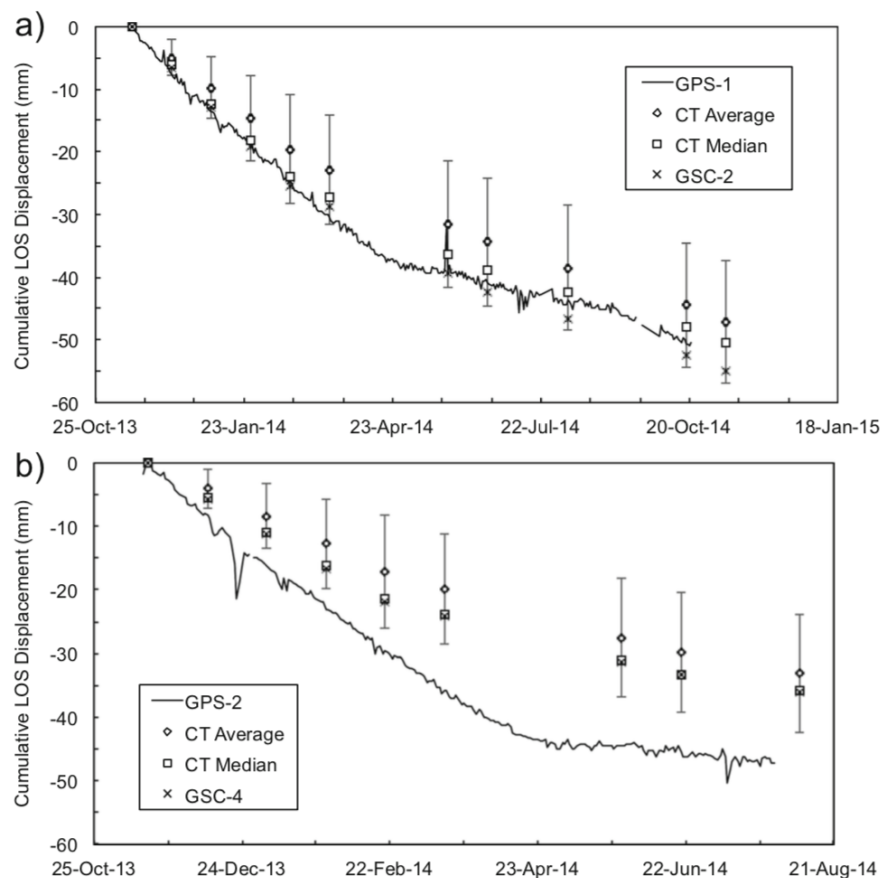 a)
0
-10
-20
-30
-40
-50
-60
Cumulative LOS Displacement (mm)
GPS-1
CT Average
CT Median
GSC-2
25-Oct-13 23-Jan-14 23-Apr-14 22-Jul-14 20-Oct-14 18-Jan-15
b)
0
-10
-20
-30
-40
-50
-60
Cumulative LOS Displacement (mm)
GPS-2
CT Average
CT Median
GSC-4
25-Oct-13 24-Dec-13 22-Feb-14 23-Apr-14 22-Jun-14 21-Aug-14